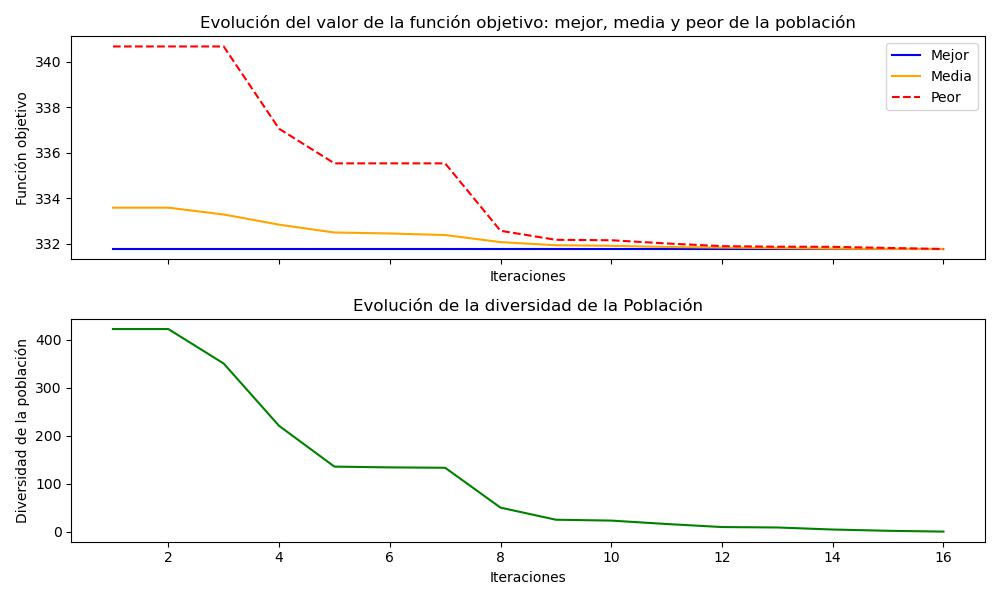 Evolución del valor de la función objetivo: mejor, media y peor de la población
Función objetivo
340
338
336
334
332
Mejor
Media
Peor
Iteraciones
Evolución de la diversidad de la Población
Diversidad de la población
400
300
200
100
0
2
4
6
8
10
12
14
16
Iteraciones